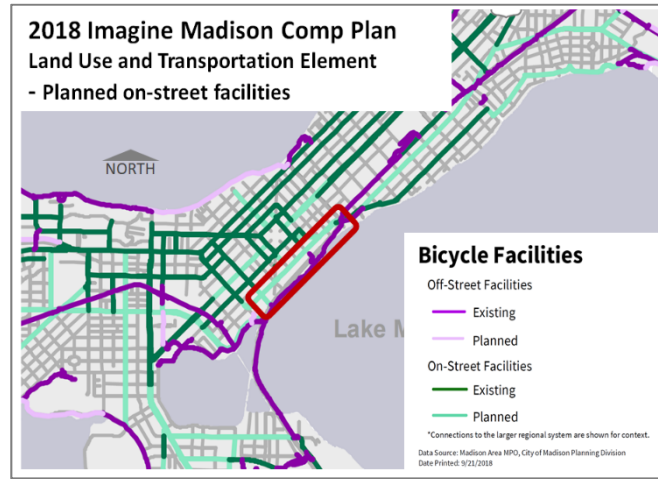 2018 Imagine Madison Comp Plan
Land Use and Transportation Element
- Planned on-street facilities
NORTH
Lake M
Bicycle Facilities
Off-Street Facilities
Existing
Planned
On-Street Facilities
Existing
Planned
*Connections to the larger regional system are shown for context.
Data Source: Madison Area MPO, City of Madison Planning Division
Date Printed: 9/21/2018